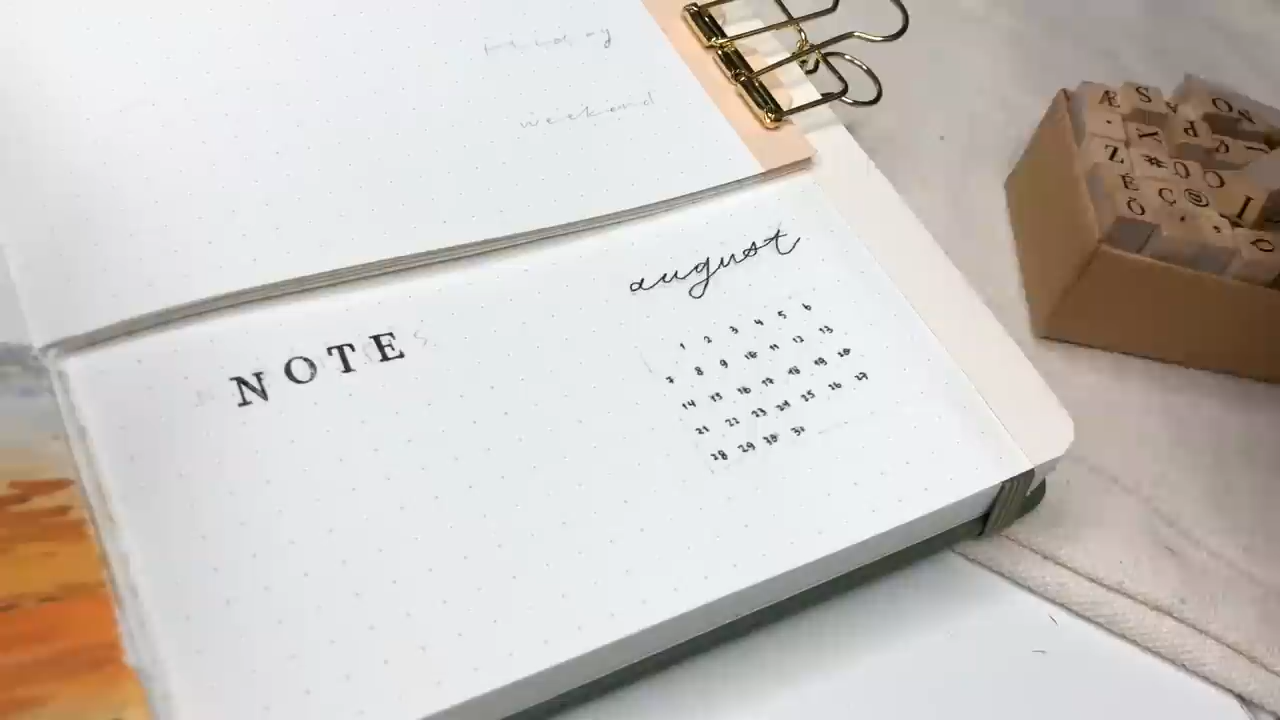 friday
weekend
NOTE
august
1 2 3 4 5 6
7 8 9 10 11 12 13
14 15 16 17 18 19 20
21 22 23 24 25 26 27
28 29 30 31
Æ S
Z * O O
É Ç @ I
Õ